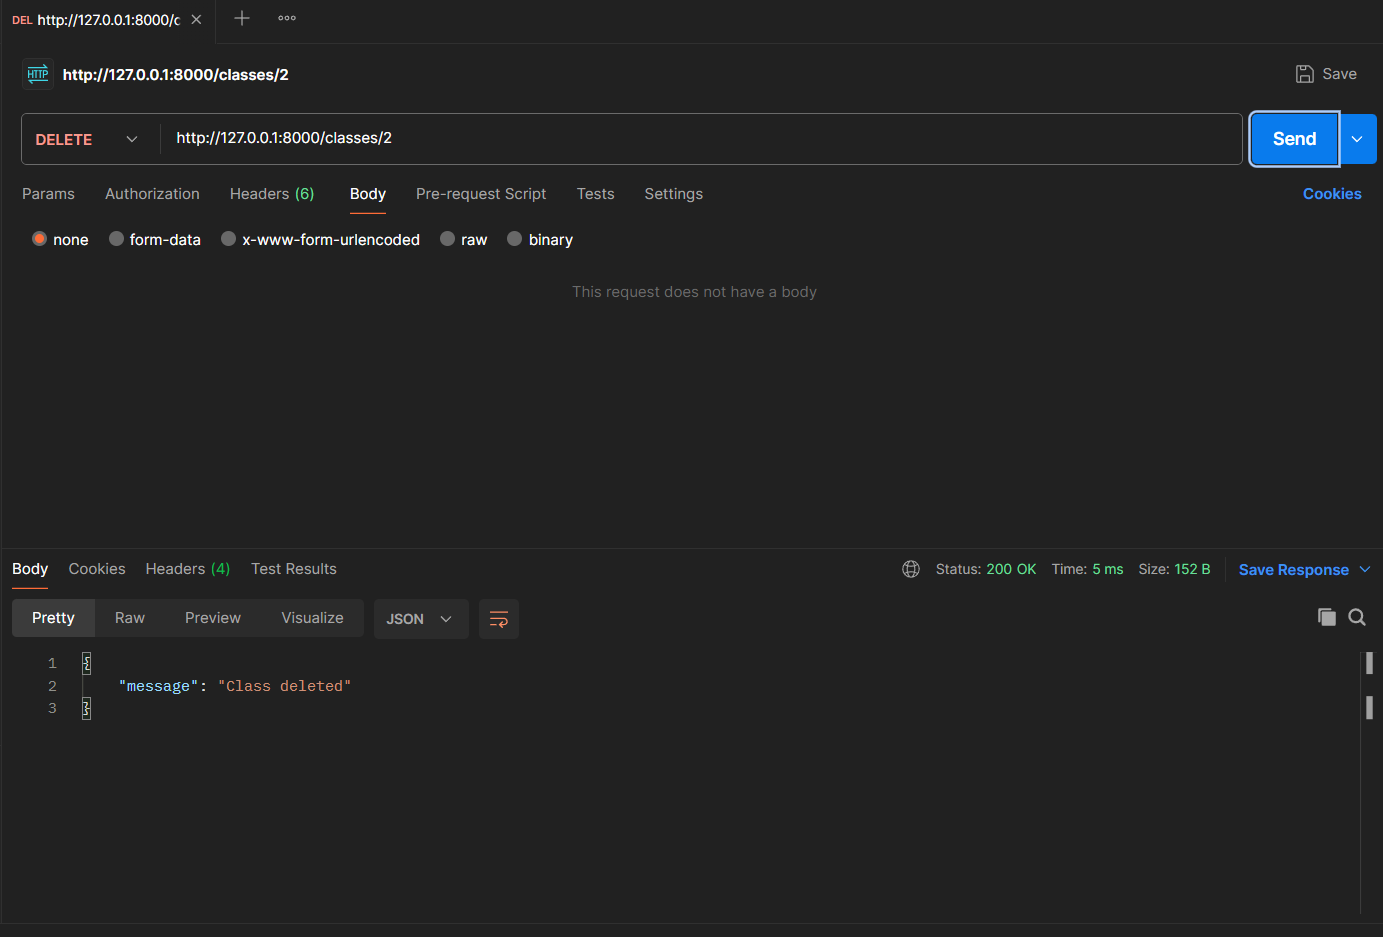 DEL http://127.0.0.1:8000/c
HTTP http://127.0.0.1:8000/classes/2 Save
DELETE http://127.0.0.1:8000/classes/2 Send
Params Authorization Headers (6) Body Pre-request Script Tests Settings Cookies
none form-data x-www-form-urlencoded raw binary
This request does not have a body
Body Cookies Headers (4) Test Results Status: 200 OK Time: 5 ms Size: 152 B Save Response
Pretty Raw Preview Visualize JSON
1 {
2 "message": "Class deleted"
3 }